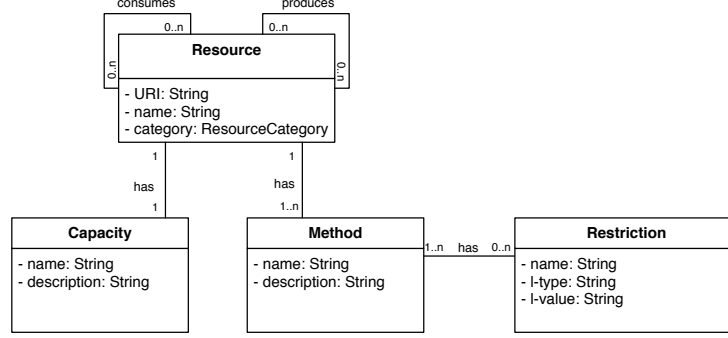 consumes
produces
0..n
0..n
Resource
0..n
0..n
- URI: String
- name: String
- category: ResourceCategory
1
1
has
has
1
1..n
Capacity
Method
Restriction
1..n has 0..n
- name: String
- description: String
- name: String
- description: String
- name: String
- l-type: String
- l-value: String